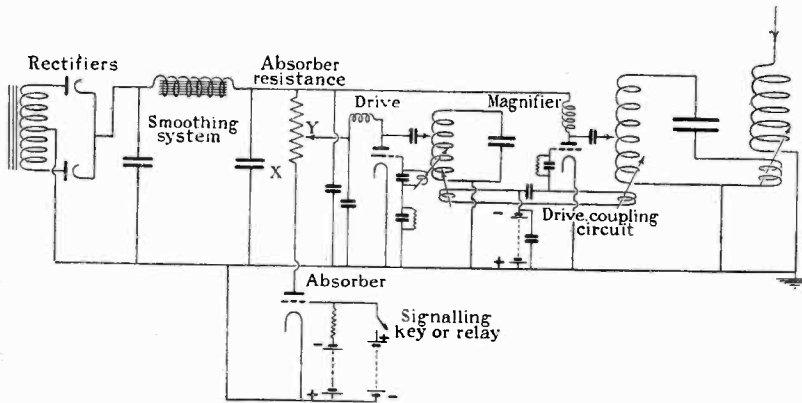 Rectifiers
Smoothing
system
X
Absorber
resistance
Y
Drive
Magnifier
Drive coupling
circuit
Absorber
Signalling
key or relay
-
+
-
+
+
-